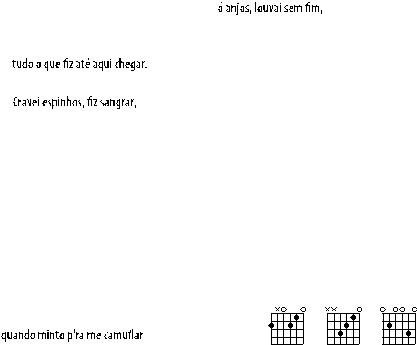 ó anjos, louvai sem fim,
tudo o que fiz até aqui chegar.
Cravei espinhos, fiz sangrar,
quando minto p'ra me camuflar